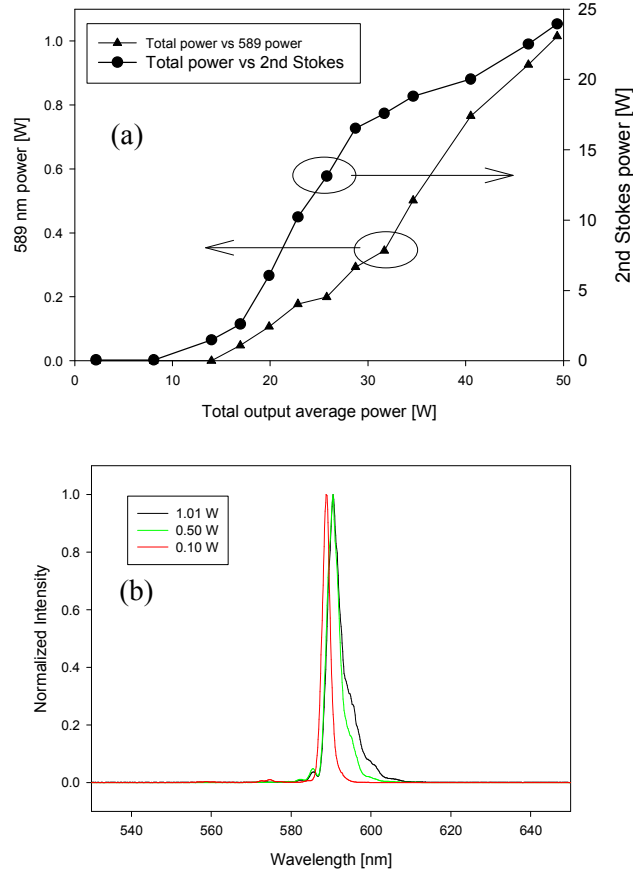 Total power vs 589 power
Total power vs 2nd Stokes
(a)
589 nm power [W]
0.0
0.2
0.4
0.6
0.8
1.0
2nd Stokes power [W]
0
5
10
15
20
25
0 10 20 30 40 50
Total output average power [W]
1.01 W
0.50 W
0.10 W
(b)
Normalized Intensity
0.0
0.2
0.4
0.6
0.8
1.0
540 560 580 600 620 640
Wavelength [nm]